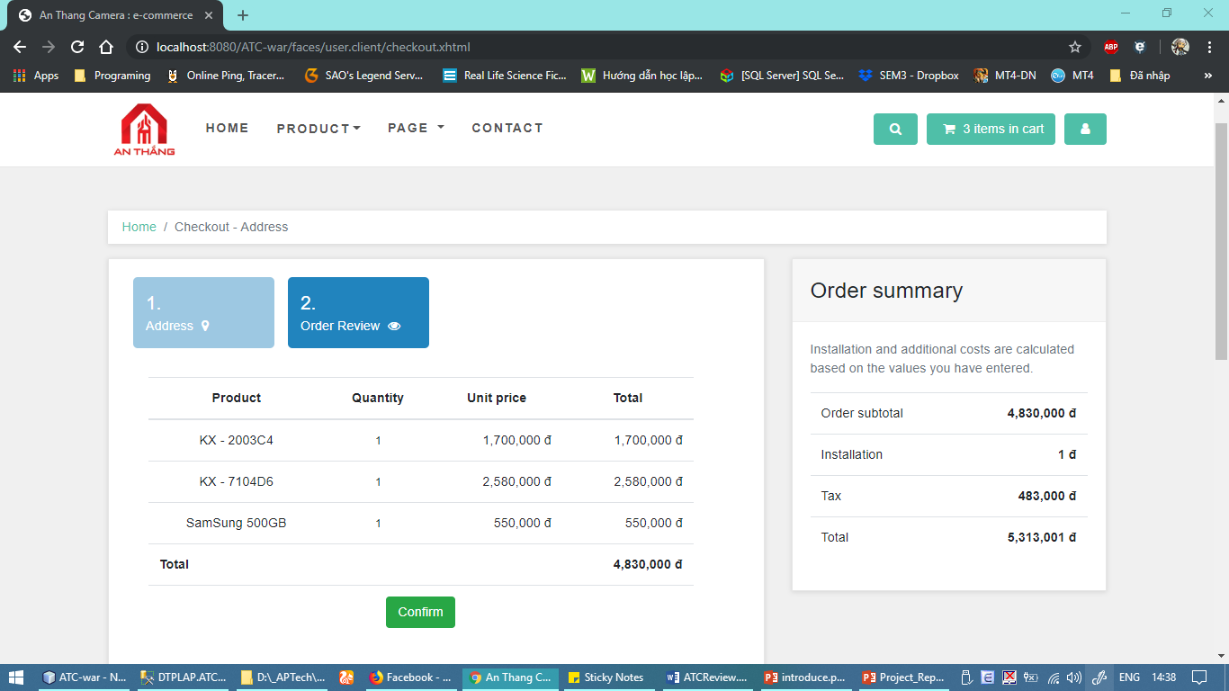 An Thang Camera : e-commerce
localhost:8080/ATC-war/faces/user.client/checkout.xhtml
ABP
Apps Programing Online Ping, Tracer... SAO's Legend Serv... Real Life Science Fic... Hướng dẫn học lập... [SQL Server] SQL Se... SEM3 - Dropbox MT4-DN MT4 Đã nhập »
AN THẮNG
HOME PRODUCT PAGE CONTACT
3 items in cart
Home / Checkout - Address
1.
Address
2.
Order Review
Product Quantity Unit price Total
KX - 2003C4 1 1,700,000 đ 1,700,000 đ
KX - 7104D6 1 2,580,000 đ 2,580,000 đ
SamSung 500GB 1 550,000 đ 550,000 đ
Total 4,830,000 đ
Confirm
Order summary
Installation and additional costs are calculated
based on the values you have entered.
Order subtotal 4,830,000 đ
Installation 1 đ
Tax 483,000 đ
Total 5,313,001 đ
ATC-war - N... DTPLAP.ATC... D:\_APTech\... Facebook - ... An Thang C... Sticky Notes ATCReview.... introduce.p... Project_Rep... ENG 14:38